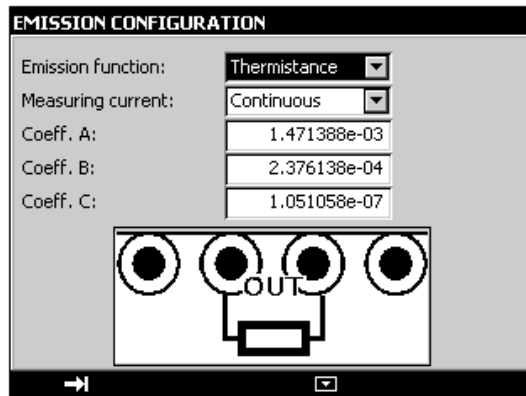 EMISSION CONFIGURATION
Emission function: Thermistance
Measuring current: Continuous
Coeff. A: 1.471388e-03
Coeff. B: 2.376138e-04
Coeff. C: 1.051058e-07
OUT